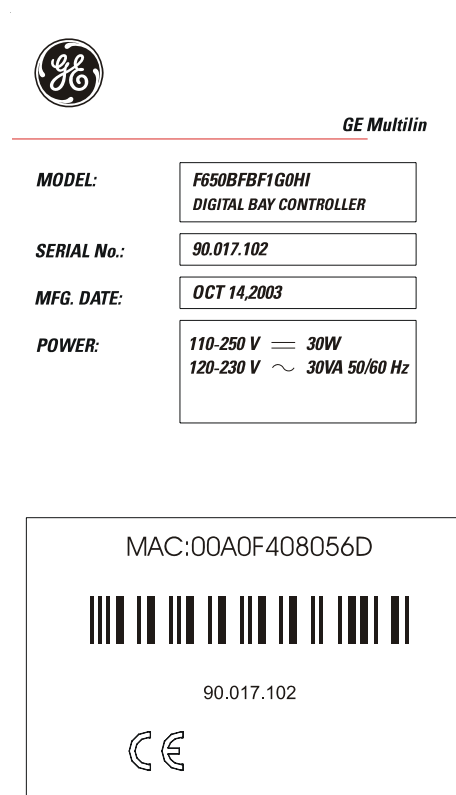 GE
GE Multilin
MODEL: F650BFBF1G0HI
DIGITAL BAY CONTROLLER
SERIAL No.: 90.017.102
MFG. DATE: OCT 14,2003
POWER: 110-250 V ⎓ 30W
120-230 V ∼ 30VA 50/60 Hz
MAC:00A0F408056D
90.017.102
CE